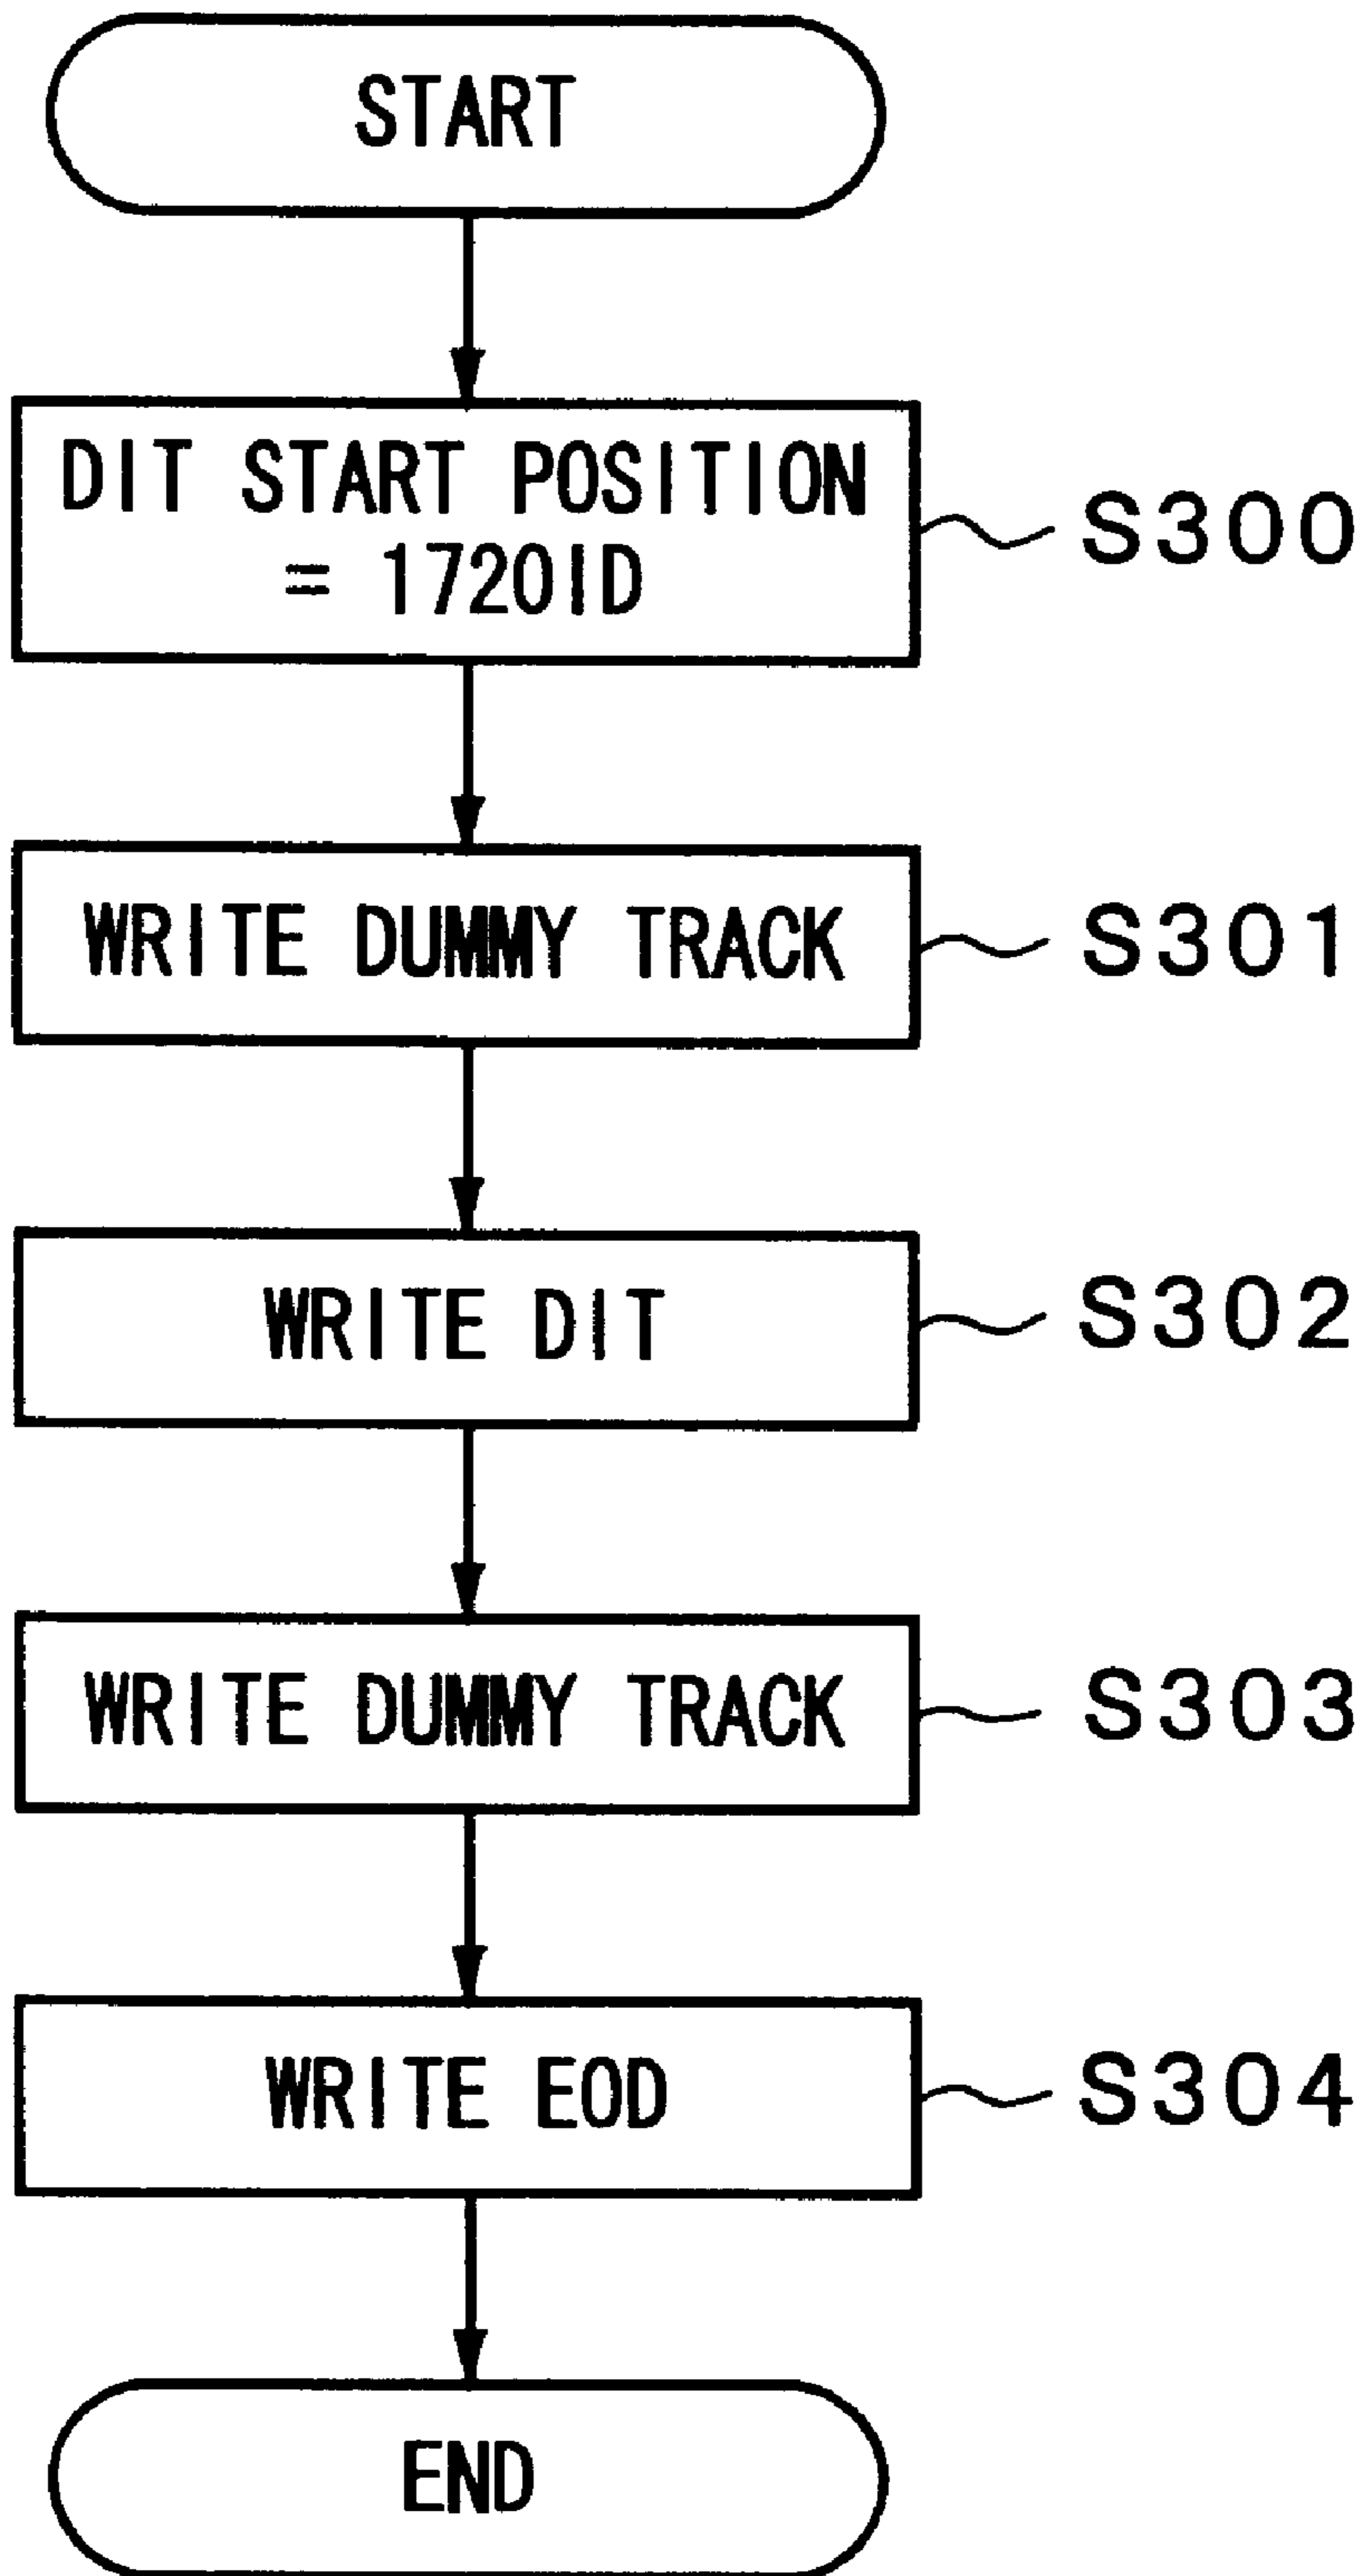 START
DIT START POSITION
= 1720ID
S300
WRITE DUMMY TRACK
S301
WRITE DIT
S302
WRITE DUMMY TRACK
S303
WRITE EOD
S304
END